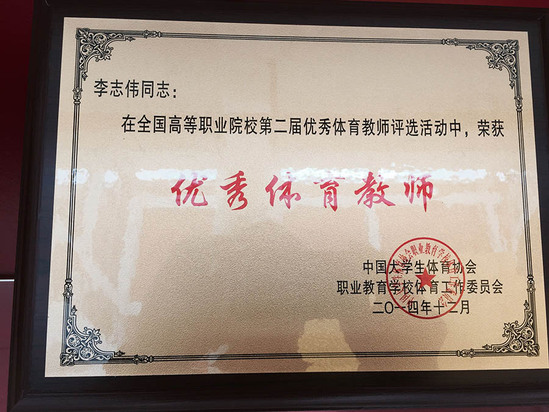 李志伟同志：
在全国高等职业院校第二届优秀体育教师评选活动中，荣获
优秀体育教师
中国大学生体育协会
职业教育学校体育工作委员会
二〇一四年十二月